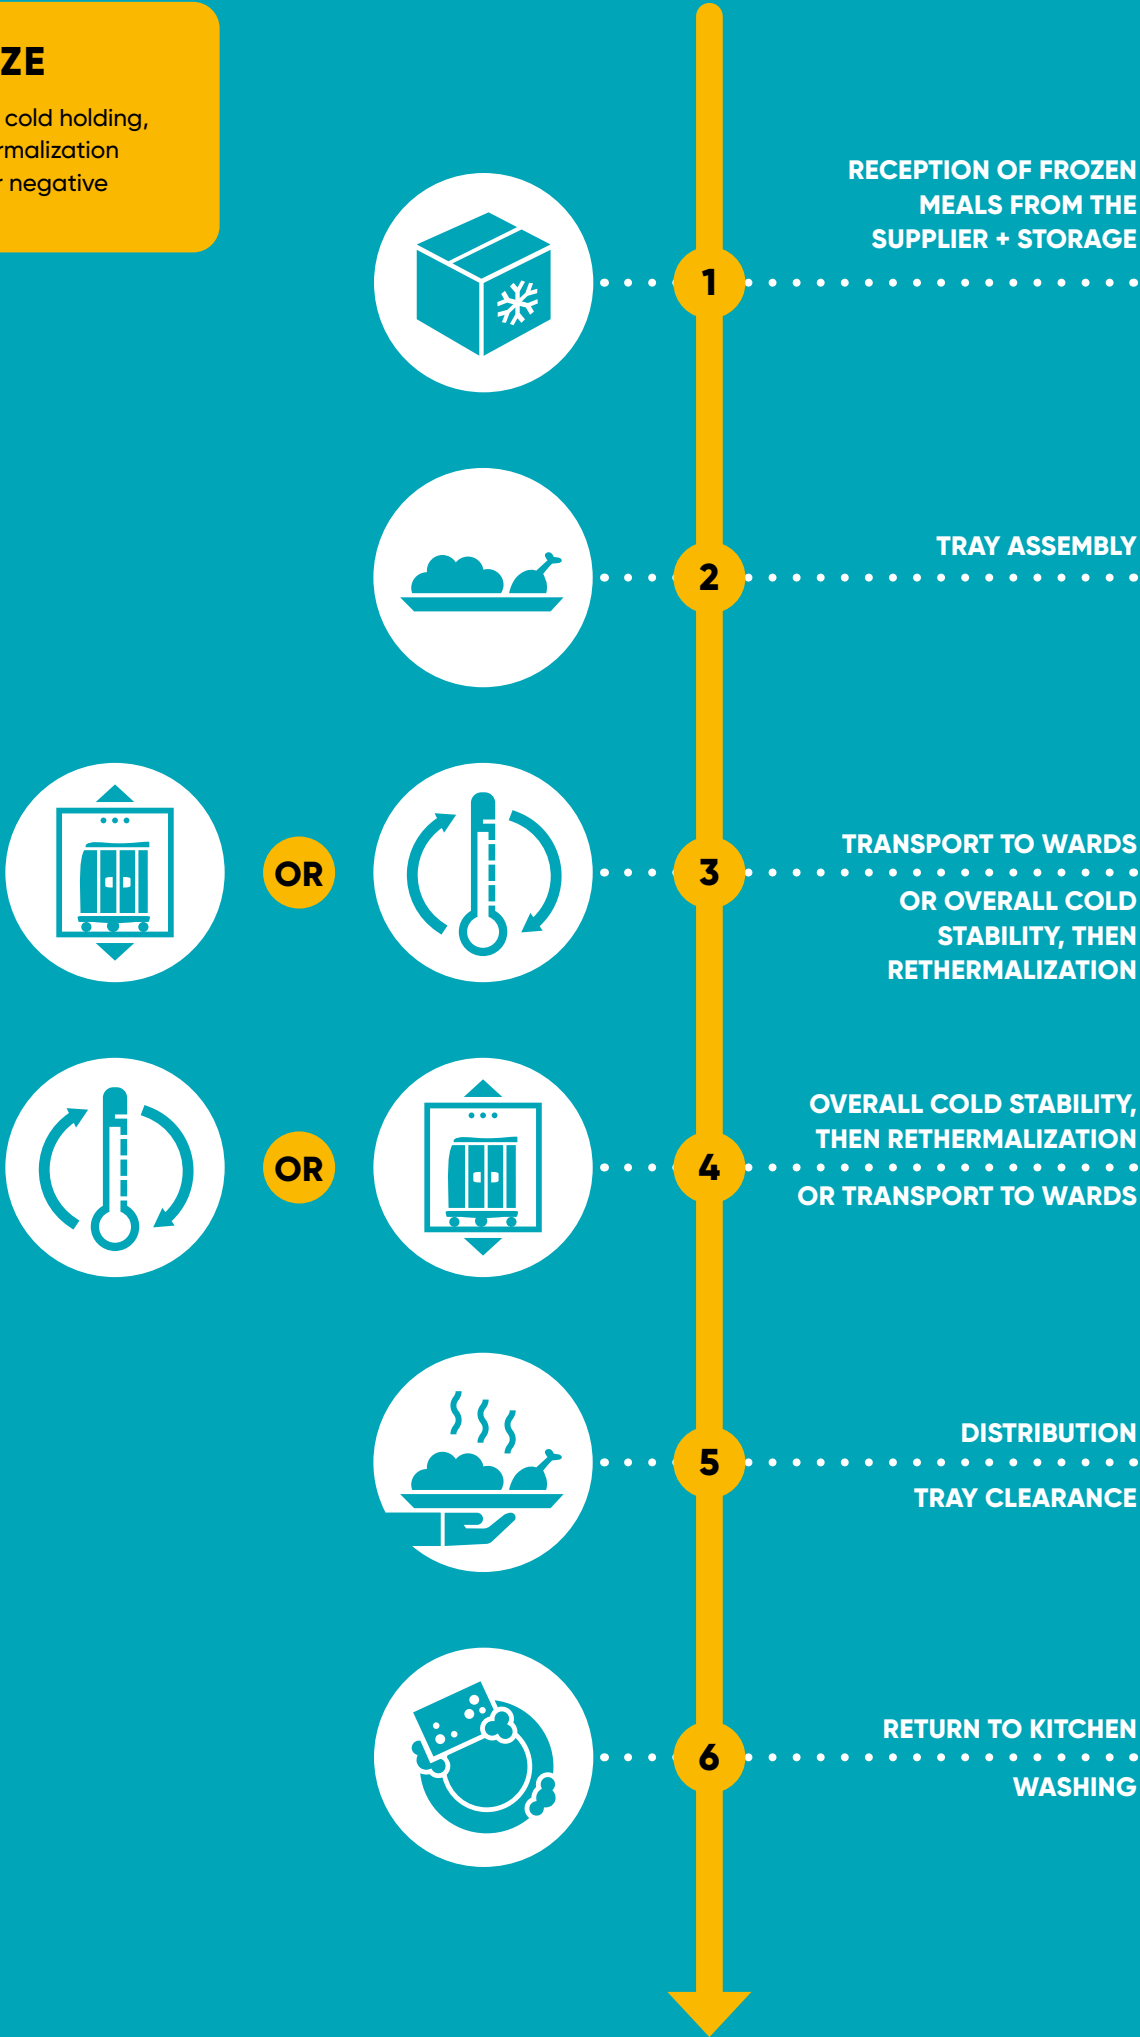 ZE
cold holding,
rmalization
r negative
RECEPTION OF FROZEN
MEALS FROM THE
SUPPLIER + STORAGE
1
TRAY ASSEMBLY
2
OR
TRANSPORT TO WARDS
3
OR OVERALL COLD
STABILITY, THEN
RETHERMALIZATION
OR
OVERALL COLD STABILITY,
THEN RETHERMALIZATION
4
OR TRANSPORT TO WARDS
DISTRIBUTION
5
TRAY CLEARANCE
RETURN TO KITCHEN
6
WASHING